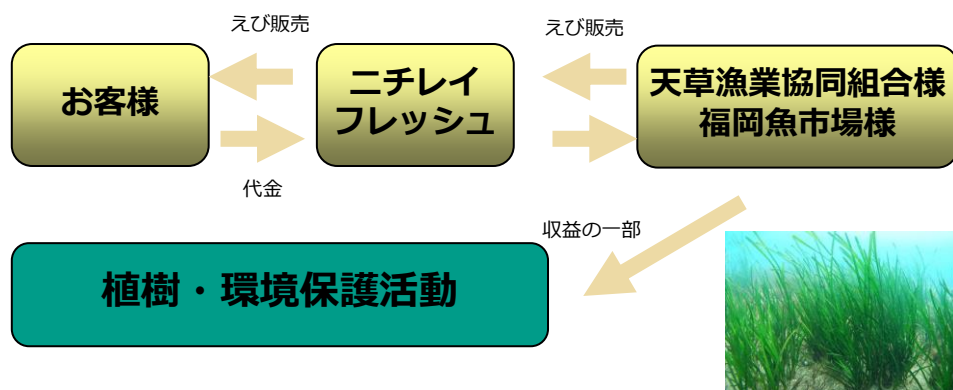 えび販売
えび販売
お客様
ニチレイ
フレッシュ
天草漁業協同組合様
福岡魚市場様
代金
収益の一部
植樹・環境保護活動